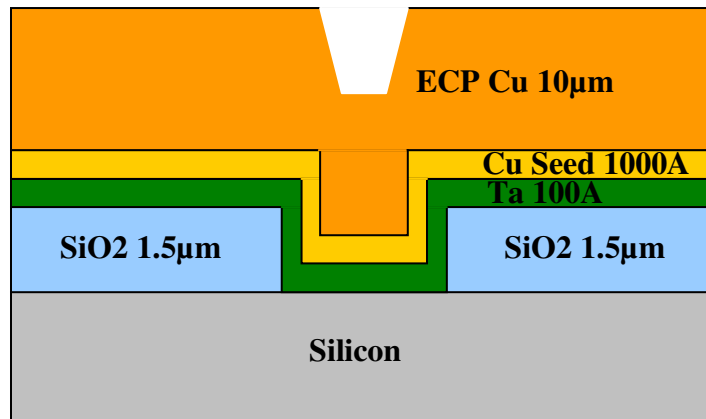 ECP Cu 10µm
Cu Seed 1000A
Ta 100A
SiO2 1.5µm
SiO2 1.5µm
Silicon